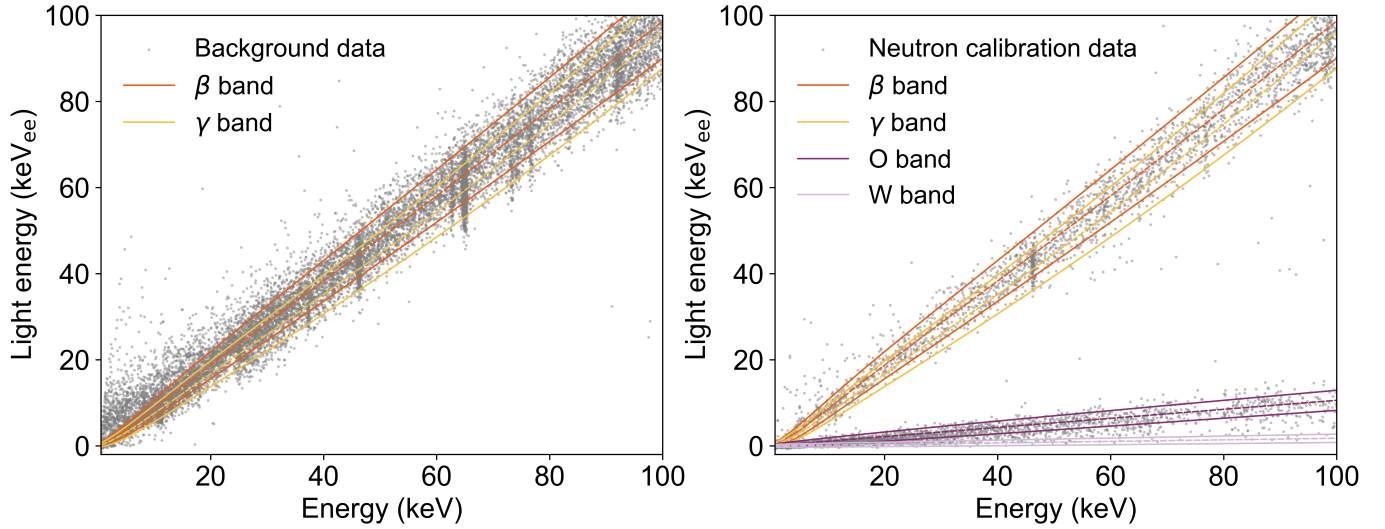 100
80
60
40
20
0
Light energy (keVee)
Background data
β band
γ band
20
40
60
80
100
Energy (keV)
100
80
60
40
20
0
Light energy (keVee)
Neutron calibration data
β band
γ band
O band
W band
20
40
60
80
100
Energy (keV)